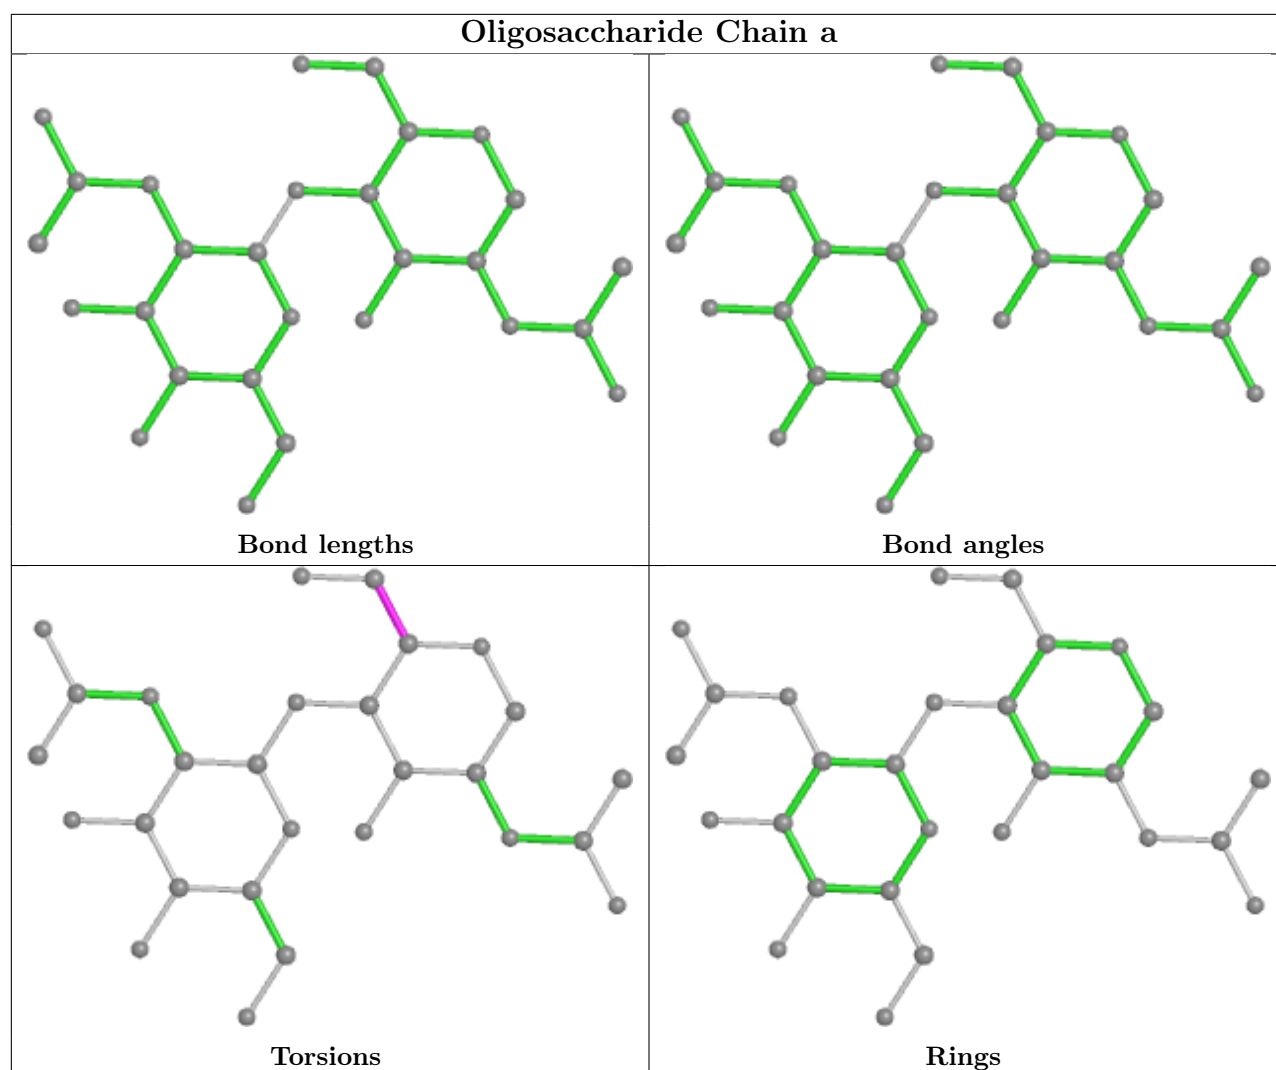 Oligosaccharide Chain a
Bond lengths
Bond angles
Torsions
Rings